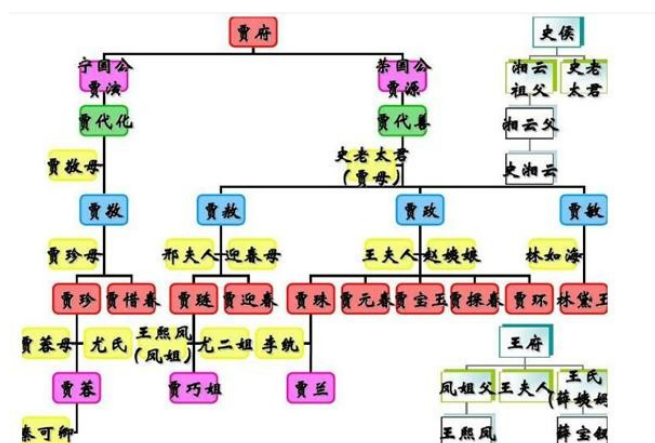 贾府
史侯
宁国公
贾演
荣国公
贾源
湘云
祖父
史老
太君
贾代化
贾代善
湘云父
贾敬母
史老太君
(贾母)
史湘云
贾敬
贾赦
贾政
贾敏
贾珍母
邢夫人
迎春母
王夫人
赵姨娘
林如海
贾珍
贾惜春
贾琏
贾迎春
贾珠
贾元春
贾宝玉
贾探春
贾环
林黛玉
贾蓉母
尤氏
王熙凤
(凤姐)
尤二姐
李纨
王府
贾蓉
贾巧姐
贾兰
凤姐父
王夫人
王氏
(薛姨妈
秦可卿
王熙凤
薛宝钗